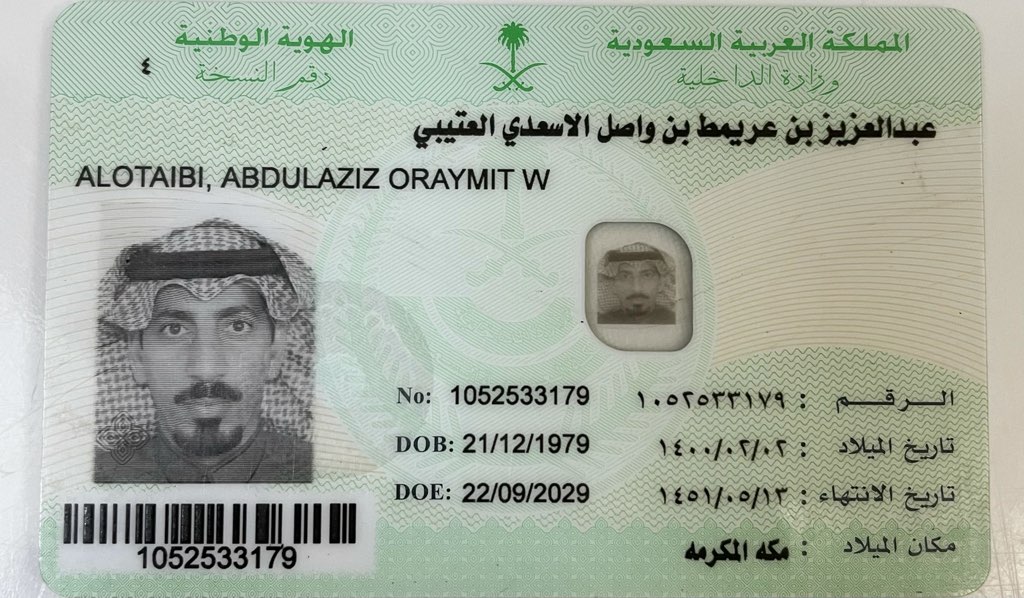 المملكة العربية السعودية
الهوية الوطنية
وزارة الداخلية
رقم النسخة
٤
عبدالعزيز بن عريمط بن واصل الاسعدي العتيبي
ALOTAIBI, ABDULAZIZ ORAYMIT W
No: 1052533179
الـرقـم : ١٠٥٢٥٣٣١٧٩
DOB: 21/12/1979
تاريخ الميلاد : ١٤٠٠/٠٢/٠٢
DOE: 22/09/2029
تاريخ الانتهاء : ١٤٥١/٠٥/١٣
مكان الميلاد : مكه المكرمه
1052533179